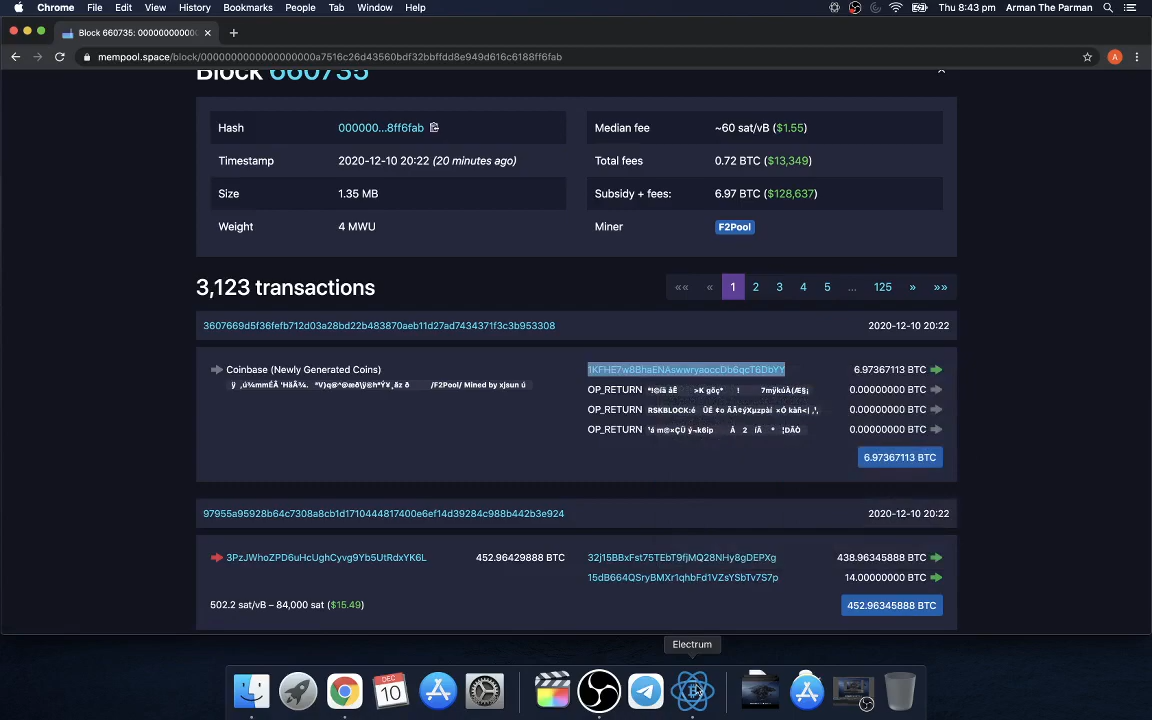 Chrome File Edit View History Bookmarks People Tab Window Help Thu 8:43 pm Arman The Parman
Block 660735: 00000000000
mempool.space/block/0000000000000000000a7516c26d43560bdf32bbffdd8e949d616c6188ff6fab A
Block 660735
Hash 000000...8ff6fab
Median fee ~60 sat/vB ($1.55)
Timestamp 2020-12-10 20:22 (20 minutes ago)
Total fees 0.72 BTC ($13,349)
Size 1.35 MB
Subsidy + fees: 6.97 BTC ($128,637)
Weight 4 MWU
Miner F2Pool
3,123 transactions
«« « 1 2 3 4 5 ... 125 » »»
3607669d5f36fefb712d03a28bd22b483870aeb11d27ad7434371f3c3b953308 2020-12-10 20:22
Coinbase (Newly Generated Coins)
/F2Pool/ Mined by xjsun ú
1KFHE7w8BhaENAswwryaoccDb6qcT6DbYY 6.97367113 BTC
OP_RETURN 0.00000000 BTC
OP_RETURN RSKBLOCK: 0.00000000 BTC
OP_RETURN 0.00000000 BTC
6.97367113 BTC
97955a95928b64c7308a8cb1d1710444817400e6ef14d39284c988b442b3e924 2020-12-10 20:22
3PzJWhoZPD6uHcUghCyvg9Yb5UtRdxYK6L 452.96429888 BTC
32j15BBxFst75TEbT9fjMQ28NHy8gDEPXg 438.96345888 BTC
15dB664QSryBMXr1qhbFd1VZsYSbTv7S7p 14.00000000 BTC
502.2 sat/vB – 84,000 sat ($15.49)
452.96345888 BTC
Electrum
DEC
10